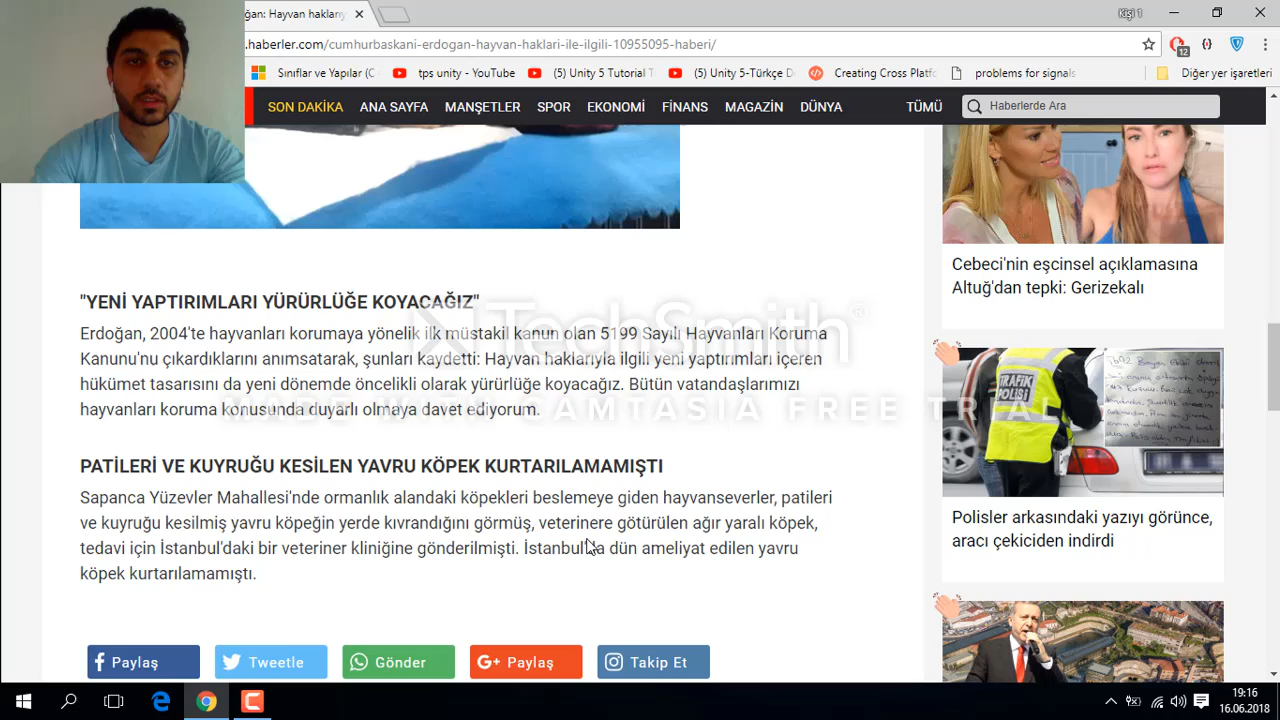 ğan: Hayvan hakları
Kişi 1
.haberler.com/cumhurbaskani-erdogan-hayvan-haklari-ile-ilgili-10955095-haberi/
12
Sınıflar ve Yapılar (C
tps unity - YouTube
(5) Unity 5 Tutorial T
(5) Unity 5-Türkçe D
Creating Cross Platf
problems for signals
Diğer yer işaretleri
SON DAKİKA
ANA SAYFA
MANŞETLER
SPOR
EKONOMİ
FİNANS
MAGAZİN
DÜNYA
TÜMÜ
Haberlerde Ara
"YENİ YAPTIRIMLARI YÜRÜRLÜĞE KOYACAĞIZ"
Erdoğan, 2004'te hayvanları korumaya yönelik ilk müstakil kanun olan 5199 Sayılı Hayvanları Koruma
Kanunu'nu çıkardıklarını anımsatarak, şunları kaydetti: Hayvan haklarıyla ilgili yeni yaptırımları içeren
hükümet tasarısını da yeni dönemde öncelikli olarak yürürlüğe koyacağız. Bütün vatandaşlarımızı
hayvanları koruma konusunda duyarlı olmaya davet ediyorum.
TechSmith®
MADE WITH CAMTASIA FREE TRIAL
PATİLERİ VE KUYRUĞU KESİLEN YAVRU KÖPEK KURTARILAMAMIŞTI
Sapanca Yüzevler Mahallesi'nde ormanlık alandaki köpekleri beslemeye giden hayvanseverler, patileri
ve kuyruğu kesilmiş yavru köpeğin yerde kıvrandığını görmüş, veterinere götürülen ağır yaralı köpek,
tedavi için İstanbul'daki bir veteriner kliniğine gönderilmişti. İstanbul'da dün ameliyat edilen yavru
köpek kurtarılamamıştı.
Paylaş
Tweetle
Gönder
G+ Paylaş
Takip Et
Cebeci'nin eşcinsel açıklamasına
Altuğ'dan tepki: Gerizekalı
TRAFİK
POLİSİ
Polisler arkasındaki yazıyı görünce,
aracı çekiciden indirdi
19:16
16.06.2018